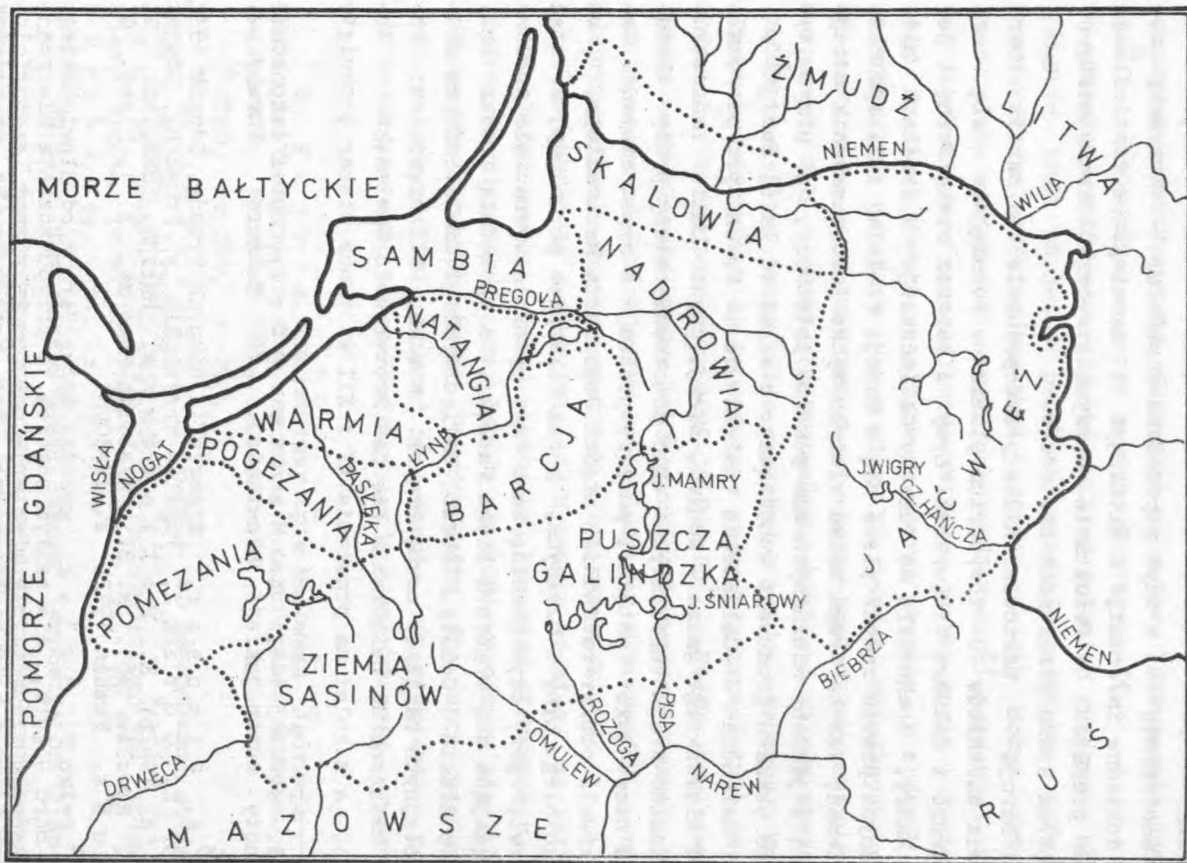 ŻMUDŹ
LITWA
NIEMEN
WILIA
MORZE BAŁTYCKIE
SKALOWIA
SAMBIA
NADROWIA
PREGOŁA
NATANGIA
POMORZE GDAŃSKIE
WISŁA
NOGAT
WARMIA
POGEZANIA
PASŁĘKA
ŁYNA
BARCJA
J. MAMRY
J. WIGRY
CZ. HAŃCZA
JAĆWIEŻ
PUSZCZA
GALINDZKA
J. ŚNIARDWY
POMEZANIA
ZIEMIA
SASINÓW
BIEBRZA
NIEMEN
ROZOGA
PISA
OMULEW
NAREW
DRWĘCA
MAZOWSZE
RUŚ